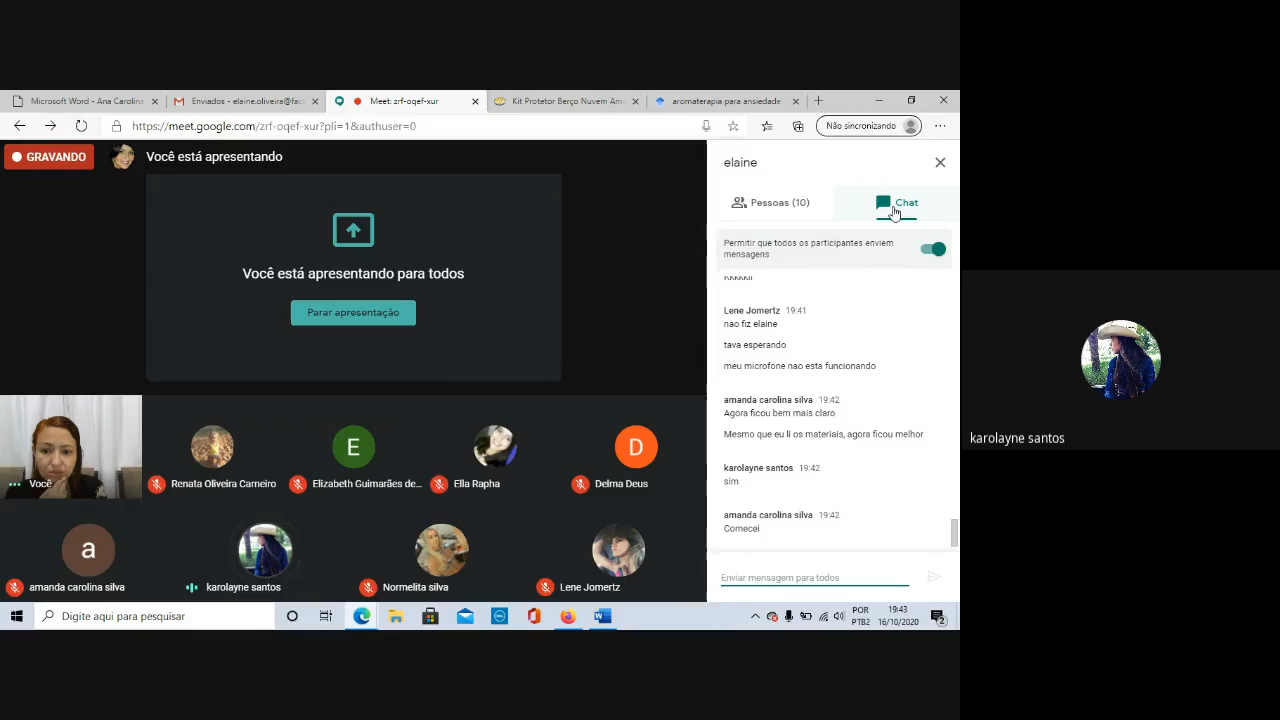 Microsoft Word - Ana Carolina
Enviados - elaine.oliveira@fac
Meet: zrf-oqef-xur
Kit Protetor Berço Nuvem Am
aromaterapia para ansiedade
https://meet.google.com/zrf-oqef-xur?pli=1&authuser=0
Não sincronizando
GRAVANDO
Você está apresentando
Você está apresentando para todos
Parar apresentação
Você
Renata Oliveira Carneiro
E
Elizabeth Guimarães de...
Ella Rapha
D
Delma Deus
a
amanda carolina silva
karolayne santos
Normelita silva
Lene Jomertz
elaine
Pessoas (10)
Chat
Permitir que todos os participantes enviem
mensagens
Lene Jomertz 19:41
nao fiz elaine
tava esperando
meu microfone nao esta funcionando
amanda carolina silva 19:42
Agora ficou bem mais claro
Mesmo que eu li os materiais, agora ficou melhor
karolayne santos 19:42
sim
amanda carolina silva 19:42
Comecei
Enviar mensagem para todos
karolayne santos
Digite aqui para pesquisar
POR
PTB2
19:43
16/10/2020
2